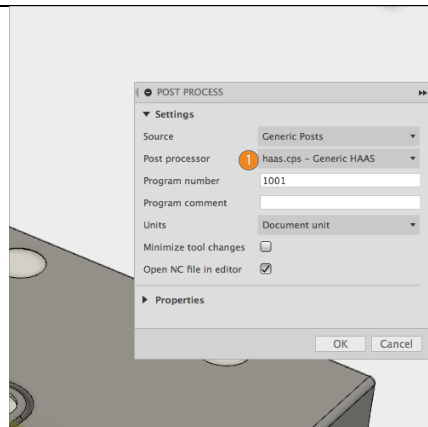 POST PROCESS
Settings
Source Generic Posts
Post processor 1 haas.cps – Generic HAAS
Program number 1001
Program comment
Units Document unit
Minimize tool changes
Open NC file in editor
Properties
OK Cancel